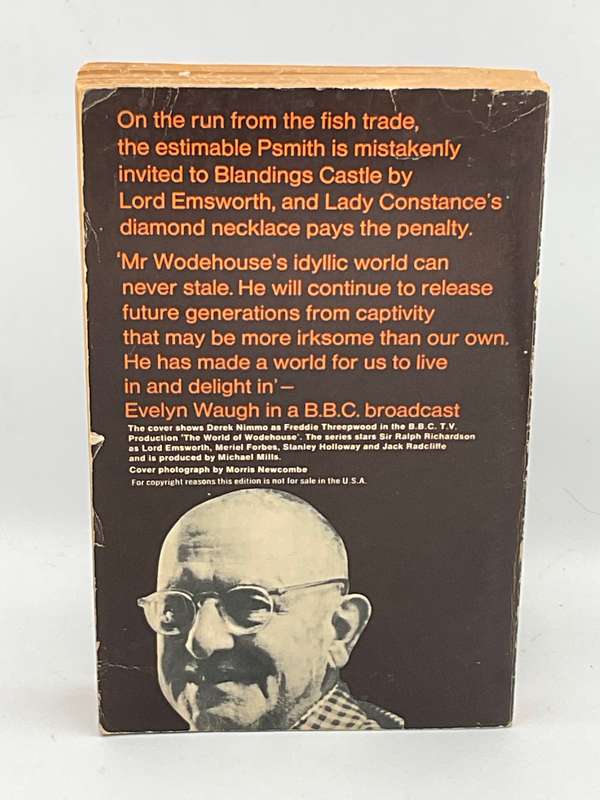 On the run from the fish trade,
the estimable Psmith is mistakenly
invited to Blandings Castle by
Lord Emsworth, and Lady Constance's
diamond necklace pays the penalty.
'Mr Wodehouse's idyllic world can
never stale. He will continue to release
future generations from captivity
that may be more irksome than our own.
He has made a world for us to live
in and delight in' –
Evelyn Waugh in a B.B.C. broadcast
The cover shows Derek Nimmo as Freddie Threepwood in the B.B.C. T.V.
Production 'The World of Wodehouse'. The series stars Sir Ralph Richardson
as Lord Emsworth, Meriel Forbes, Stanley Holloway and Jack Radcliffe
and is produced by Michael Mills.
Cover photograph by Morris Newcombe
For copyright reasons this edition is not for sale in the U.S.A.